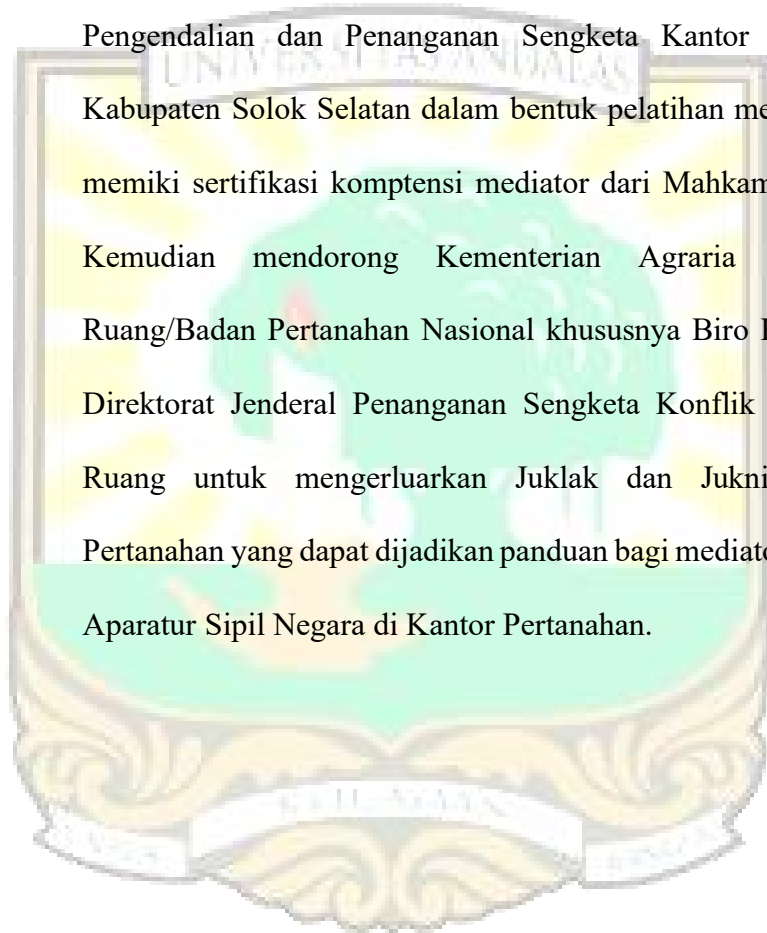 Pengendalian dan Penanganan Sengketa Kantor
UNIVERSITAS ANDALAS
Kabupaten Solok Selatan dalam bentuk pelatihan me
memiki sertifikasi komptensi mediator dari Mahkam
Kemudian mendorong Kementerian Agraria
Ruang/Badan Pertanahan Nasional khususnya Biro
Direktorat Jenderal Penanganan Sengketa Konflik
Ruang untuk mengerluarkan Juklak dan Jukni
Pertanahan yang dapat dijadikan panduan bagi mediato
Aparatur Sipil Negara di Kantor Pertanahan.